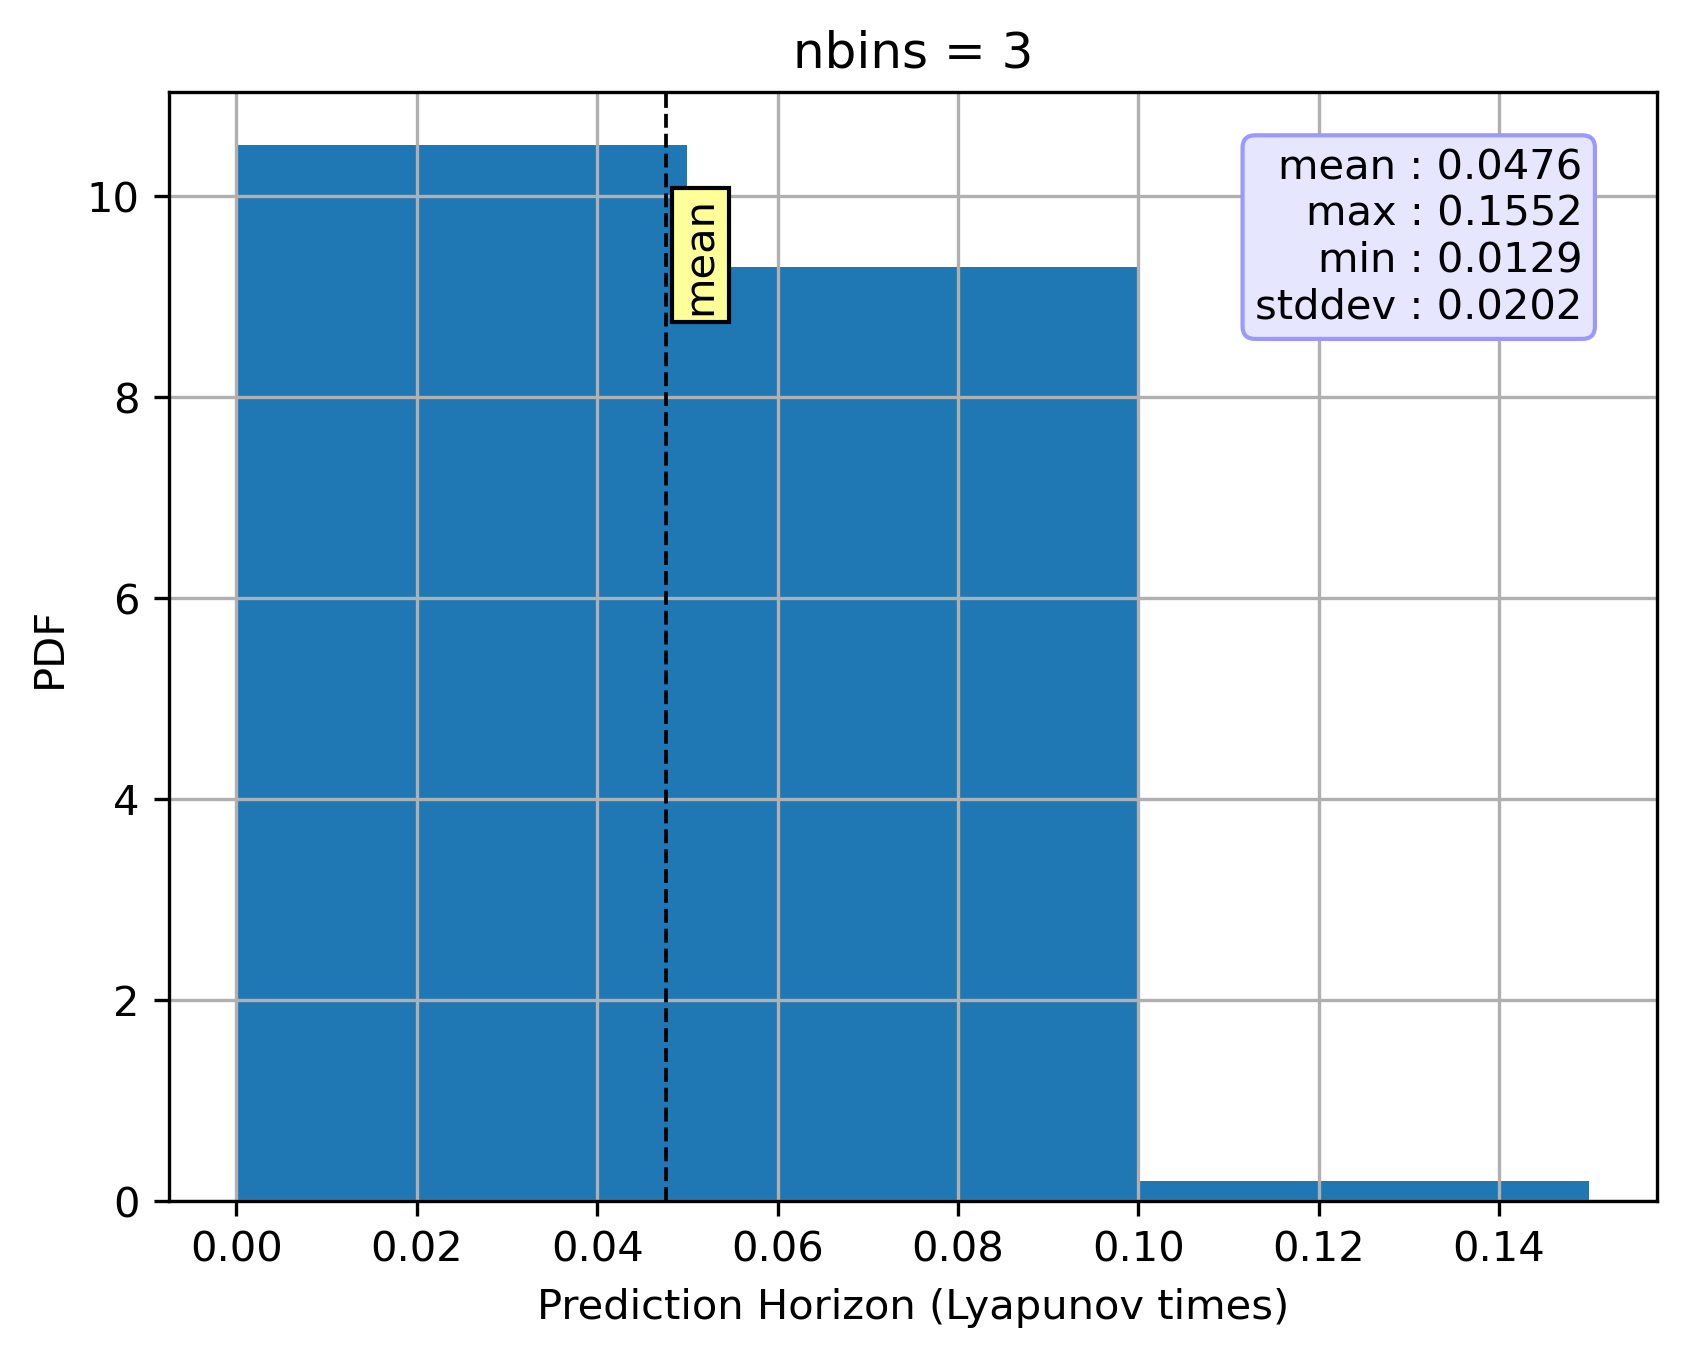 nbins = 3
mean : 0.0476
max : 0.1552
min : 0.0129
stddev : 0.0202
mean
PDF
10
8
6
4
2
0
0.00 0.02 0.04 0.06 0.08 0.10 0.12 0.14
Prediction Horizon (Lyapunov times)